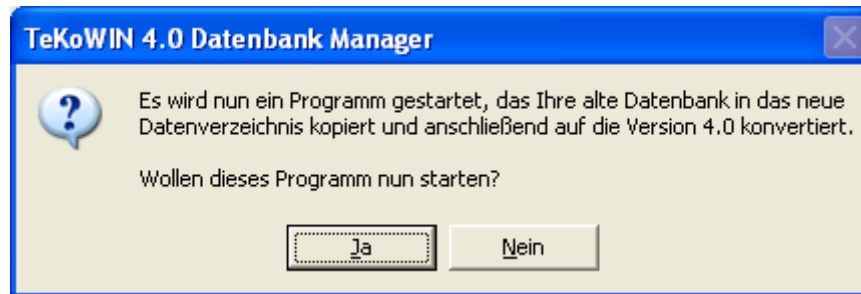 TeKoWIN 4.0 Datenbank Manager
Es wird nun ein Programm gestartet, das Ihre alte Datenbank in das neue
Datenverzeichnis kopiert und anschließend auf die Version 4.0 konvertiert.
Wollen dieses Programm nun starten?
Ja Nein